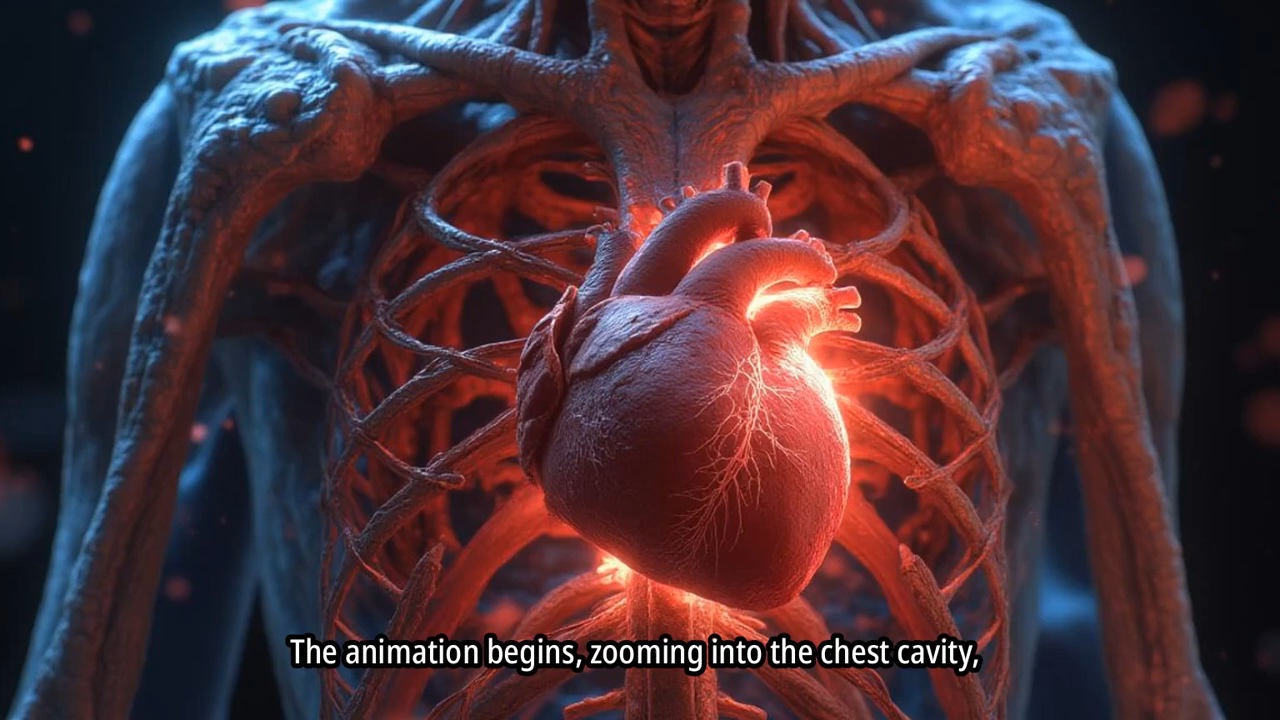 The animation begins, zooming into the chest cavity,